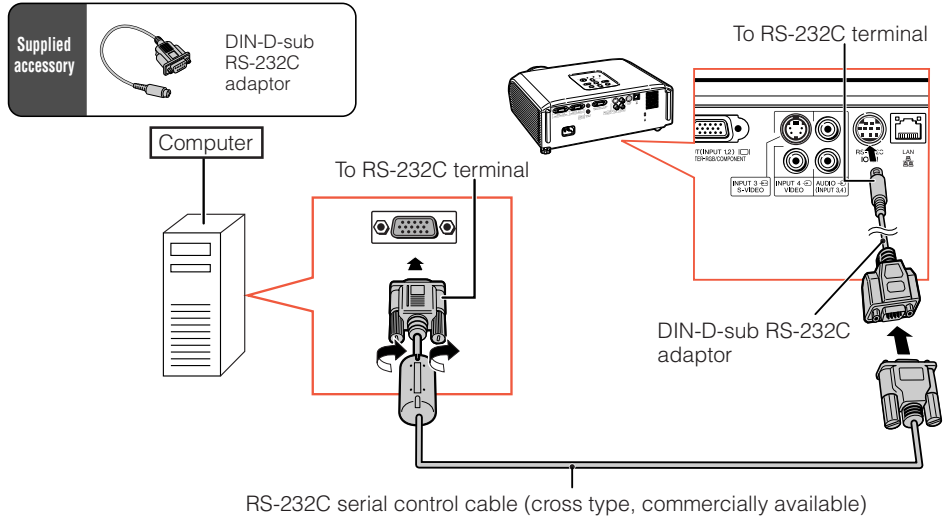 Supplied
accessory
DIN-D-sub
RS-232C
adaptor
To RS-232C terminal
Computer
To RS-232C terminal
INPUT 3
S-VIDEO
INPUT 4
VIDEO
AUDIO
(INPUT 3,4)
LAN
DIN-D-sub RS-232C
adaptor
RS-232C serial control cable (cross type, commercially available)